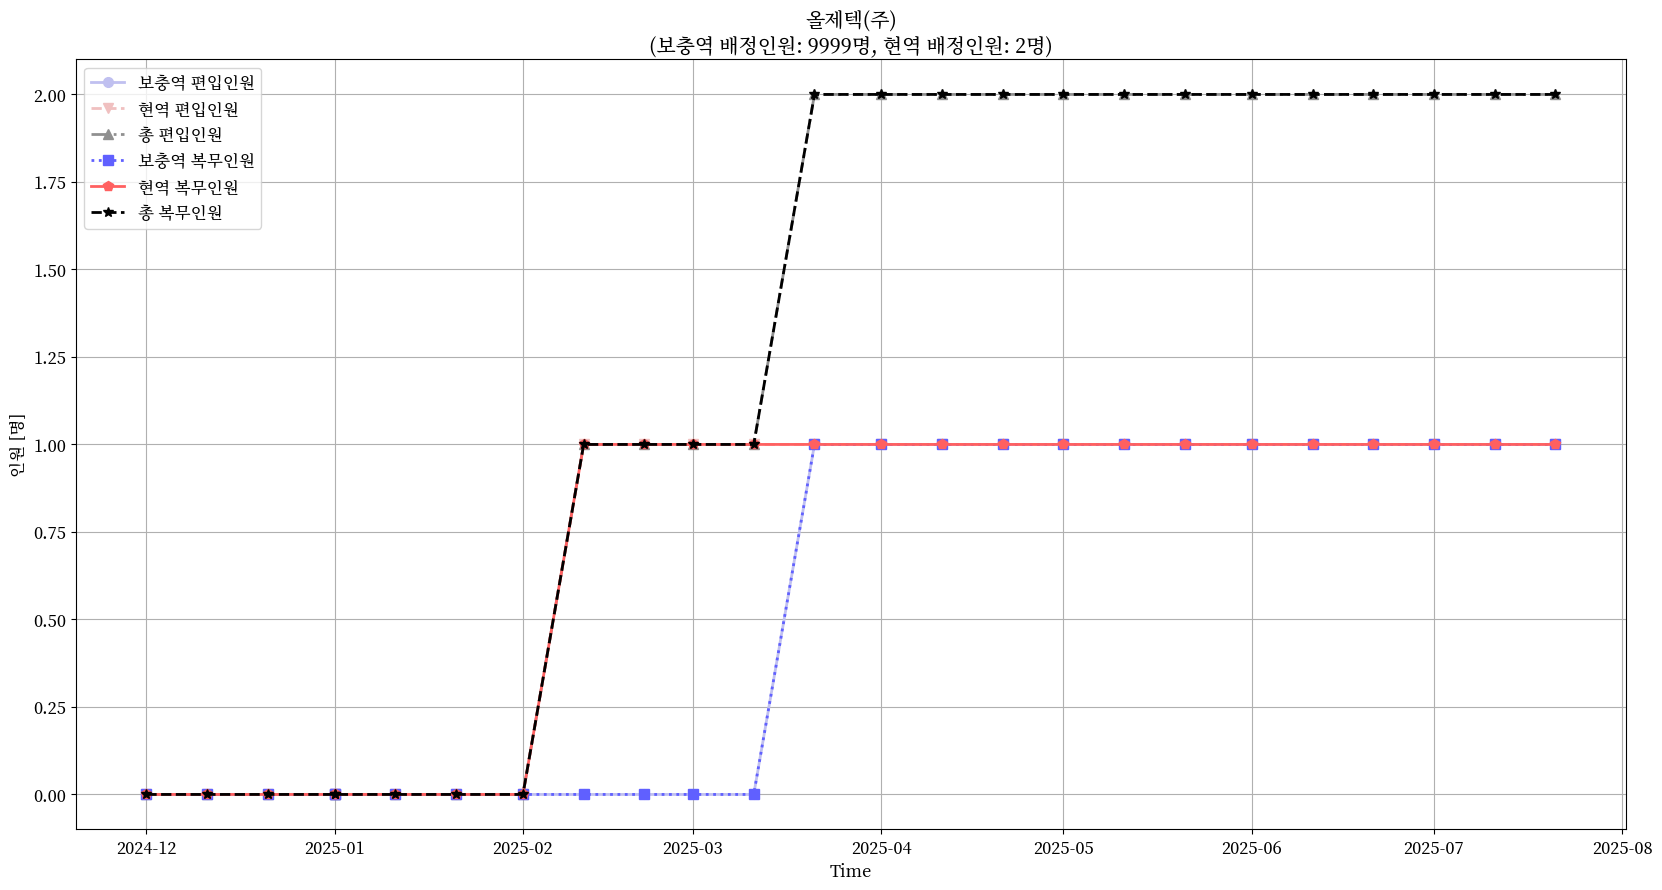 올제텍(주)
(보충역 배정인원: 9999명, 현역 배정인원: 2명)
보충역 편입인원
현역 편입인원
총 편입인원
보충역 복무인원
현역 복무인원
총 복무인원
2.00
1.75
1.50
1.25
1.00
0.75
0.50
0.25
0.00
인원 [명]
2024-12
2025-01
2025-02
2025-03
2025-04
2025-05
2025-06
2025-07
2025-08
Time